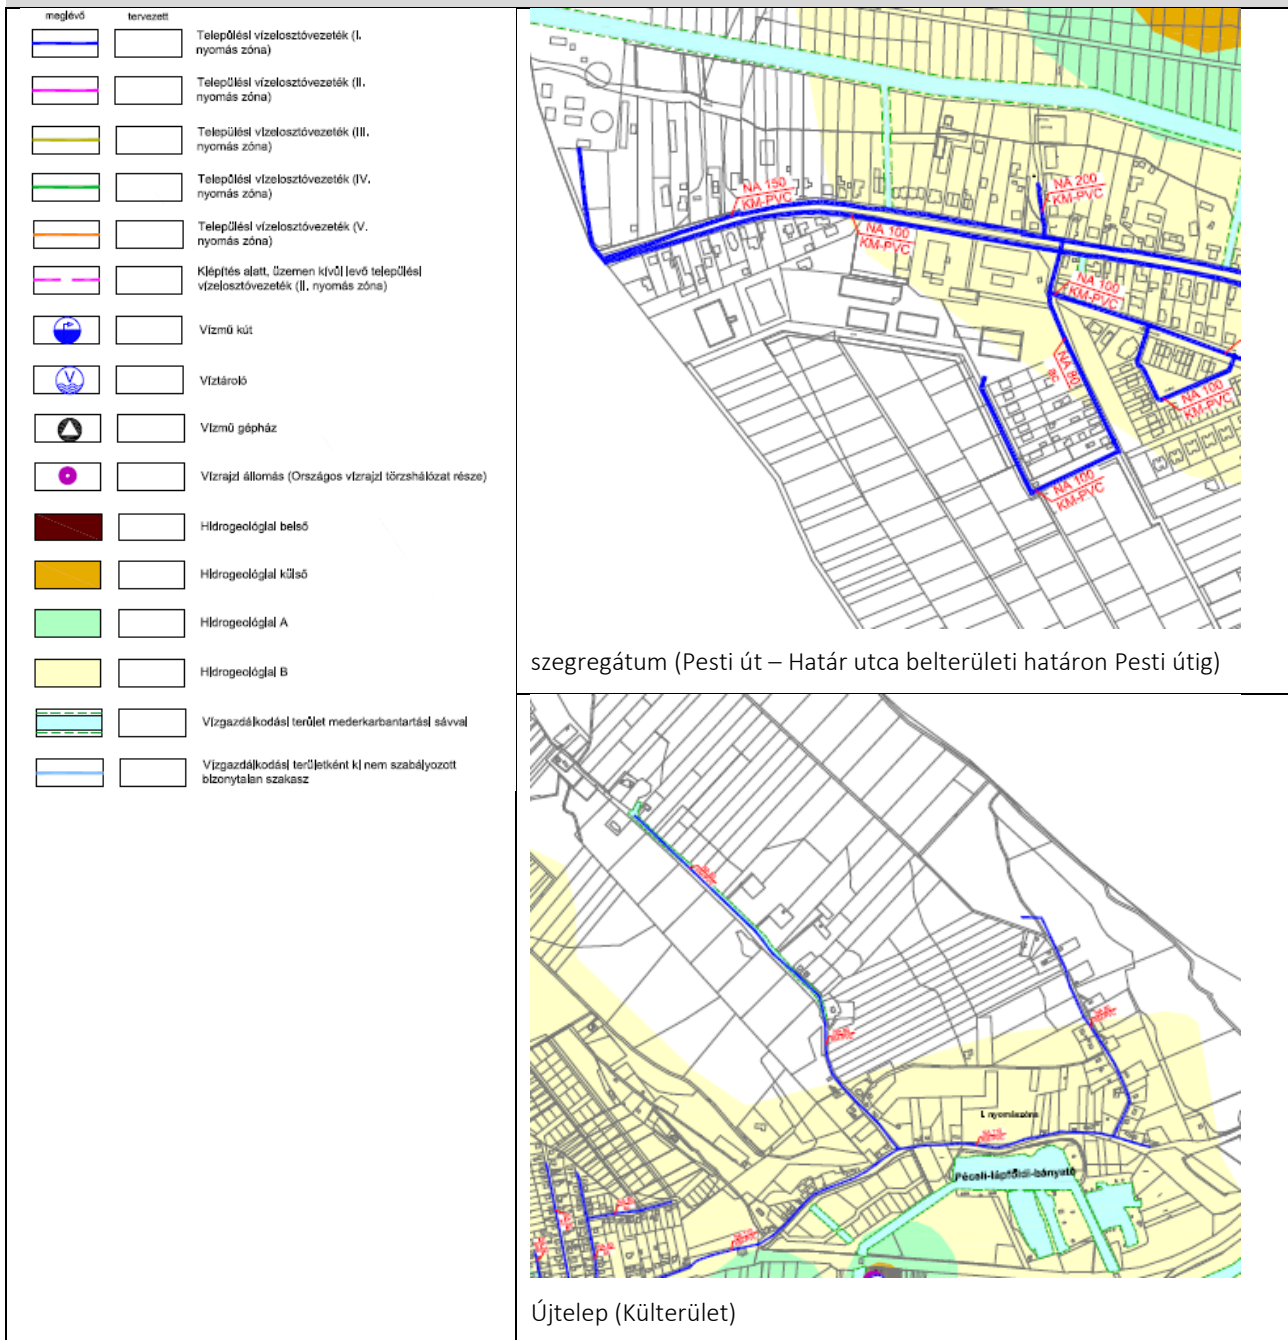 meglévő tervezett
Települési vízelosztóvezeték (I.
nyomás zóna)
Települési vízelosztóvezeték (II.
nyomás zóna)
Települési vízelosztóvezeték (III.
nyomás zóna)
Települési vízelosztóvezeték (IV.
nyomás zóna)
Települési vízelosztóvezeték (V.
nyomás zóna)
Kiépítés alatt, üzemen kívül levő települési
vízelosztóvezeték (II. nyomás zóna)
Vízmű kút
Víztároló
Vízmű gépház
Vízrajzi állomás (Országos vízrajzi törzshálózat része)
Hidrogeológiai belső
Hidrogeológiai külső
Hidrogeológiai A
Hidrogeológiai B
Vízgazdálkodási terület mederkarbantartási sávval
Vízgazdálkodási területként ki nem szabályozott
bizonytalan szakasz
NA 150
KM-PVC
NA 200
KM-PVC
NA 100
KM-PVC
NA 100
KM-PVC
NA 80
ac
NA 100
KM-PVC
NA 100
KM-PVC
szegregátum (Pesti út – Határ utca belterületi határon Pesti útig)
I. nyomászóna
Péceli-lápföldi-bányató
Újtelep (Külterület)